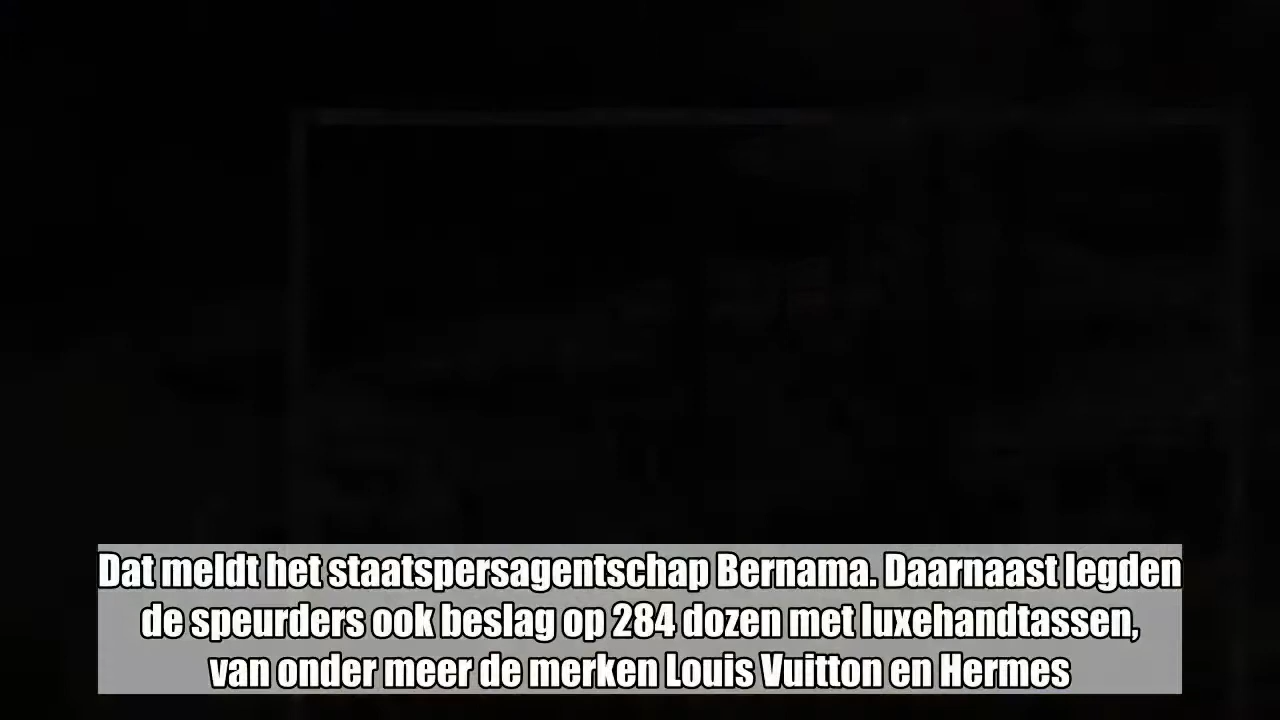 Dat meldt het staatspersagentschap Bernama. Daarnaast legden
de speurders ook beslag op 284 dozen met luxehandtassen,
van onder meer de merken Louis Vuitton en Hermes